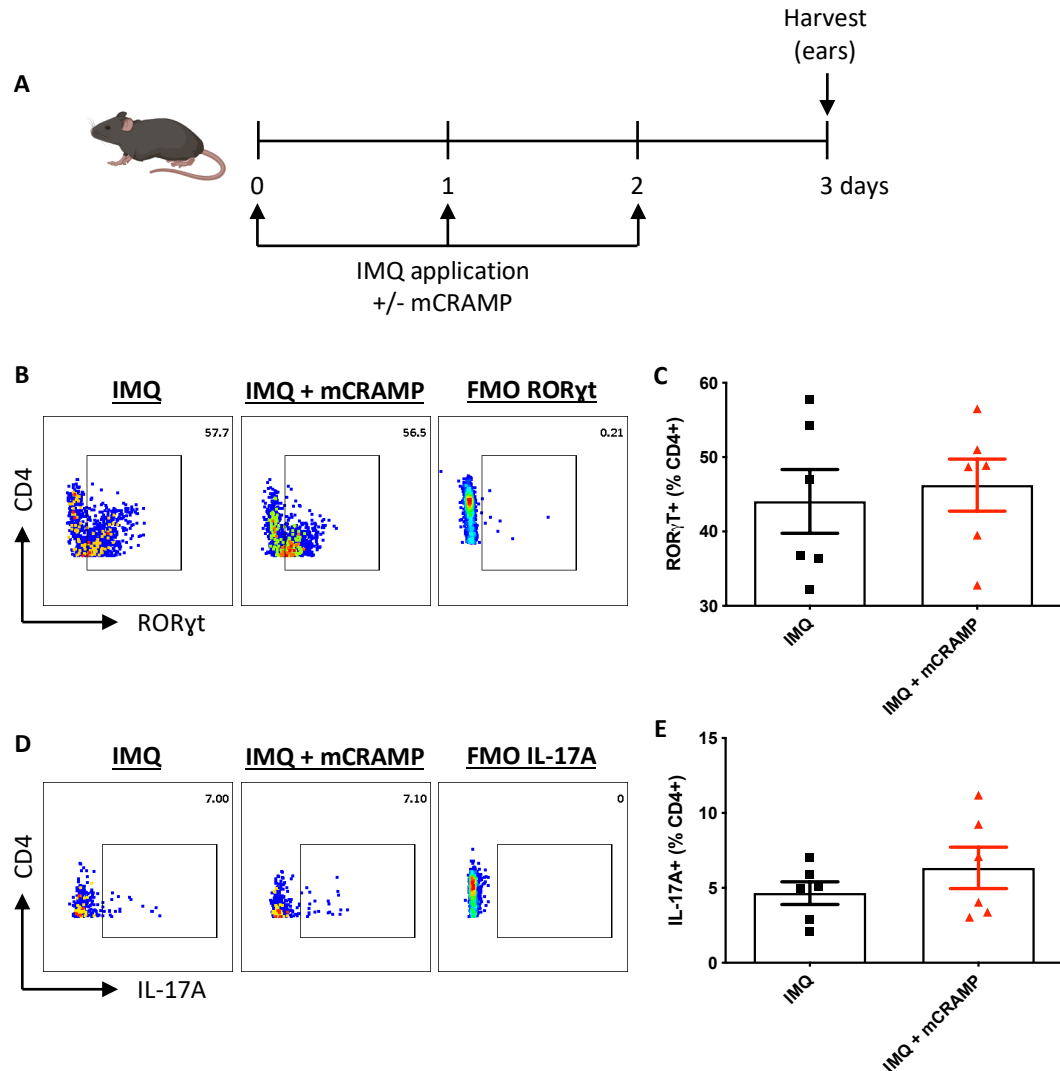 Harvest
(ears)
A
0
1
2
3 days
IMQ application
+/- mCRAMP
B
IMQ
IMQ + mCRAMP
FMO RORɣt
57.7
56.5
0.21
CD4
RORɣt
C
60
50
40
30
RORγT+ (% CD4+)
IMQ
IMQ + mCRAMP
D
IMQ
IMQ + mCRAMP
FMO IL-17A
7.00
7.10
0
CD4
IL-17A
E
15
10
5
0
IL-17A+ (% CD4+)
IMQ
IMQ + mCRAMP